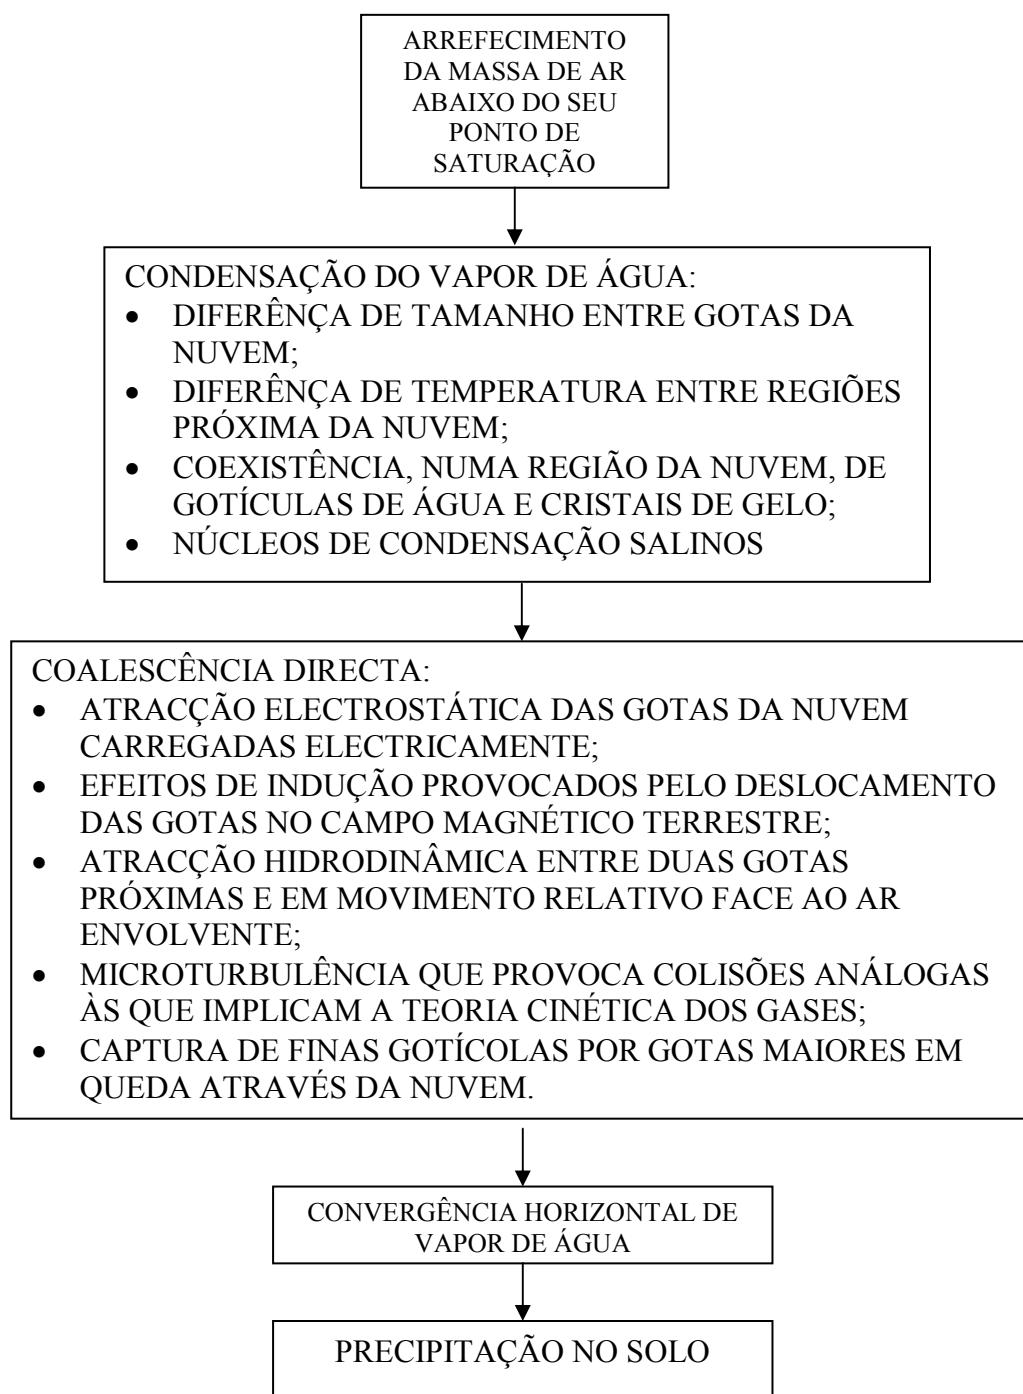 ARREFECIMENTO
DA MASSA DE AR
ABAIXO DO SEU
PONTO DE
SATURAÇÃO
CONDENSAÇÃO DO VAPOR DE ÁGUA:
• DIFERÊNÇA DE TAMANHO ENTRE GOTAS DA
NUVEM;
• DIFERÊNÇA DE TEMPERATURA ENTRE REGIÕES
PRÓXIMA DA NUVEM;
• COEXISTÊNCIA, NUMA REGIÃO DA NUVEM, DE
GOTÍCULAS DE ÁGUA E CRISTAIS DE GELO;
• NÚCLEOS DE CONDENSAÇÃO SALINOS
COALESCÊNCIA DIRECTA:
• ATRACÇÃO ELECTROSTÁTICA DAS GOTAS DA NUVEM
CARREGADAS ELECTRICAMENTE;
• EFEITOS DE INDUÇÃO PROVOCADOS PELO DESLOCAMENTO
DAS GOTAS NO CAMPO MAGNÉTICO TERRESTRE;
• ATRACÇÃO HIDRODINÂMICA ENTRE DUAS GOTAS
PRÓXIMAS E EM MOVIMENTO RELATIVO FACE AO AR
ENVOLVENTE;
• MICROTURBULÊNCIA QUE PROVOCA COLISÕES ANÁLOGAS
ÀS QUE IMPLICAM A TEORIA CINÉTICA DOS GASES;
• CAPTURA DE FINAS GOTÍCOLAS POR GOTAS MAIORES EM
QUEDA ATRAVÉS DA NUVEM.
CONVERGÊNCIA HORIZONTAL DE
VAPOR DE ÁGUA
PRECIPITAÇÃO NO SOLO